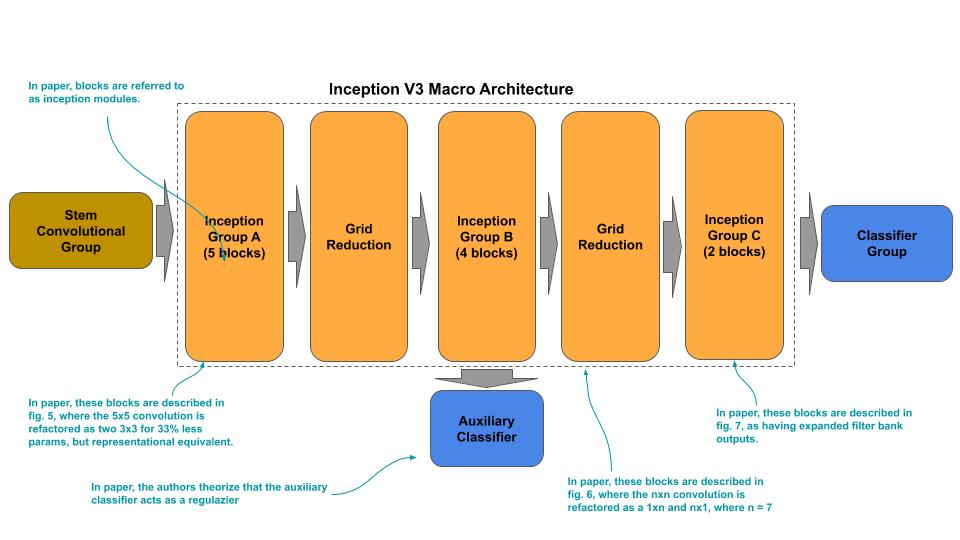 Inception V3 Macro Architecture
In paper, blocks are referred to
as inception modules.
Stem
Convolutional
Group
Inception
Group A
(5 blocks)
Grid
Reduction
Inception
Group B
(4 blocks)
Grid
Reduction
Inception
Group C
(2 blocks)
Classifier
Group
Auxiliary
Classifier
In paper, these blocks are described in
fig. 5, where the 5x5 convolution is
refactored as two 3x3 for 33% less
params, but representational equivalent.
In paper, the authors theorize that the auxiliary
classifier acts as a regulazier
In paper, these blocks are described in
fig. 6, where the nxn convolution is
refactored as a 1xn and nx1, where n = 7
In paper, these blocks are described in
fig. 7, as having expanded filter bank
outputs.